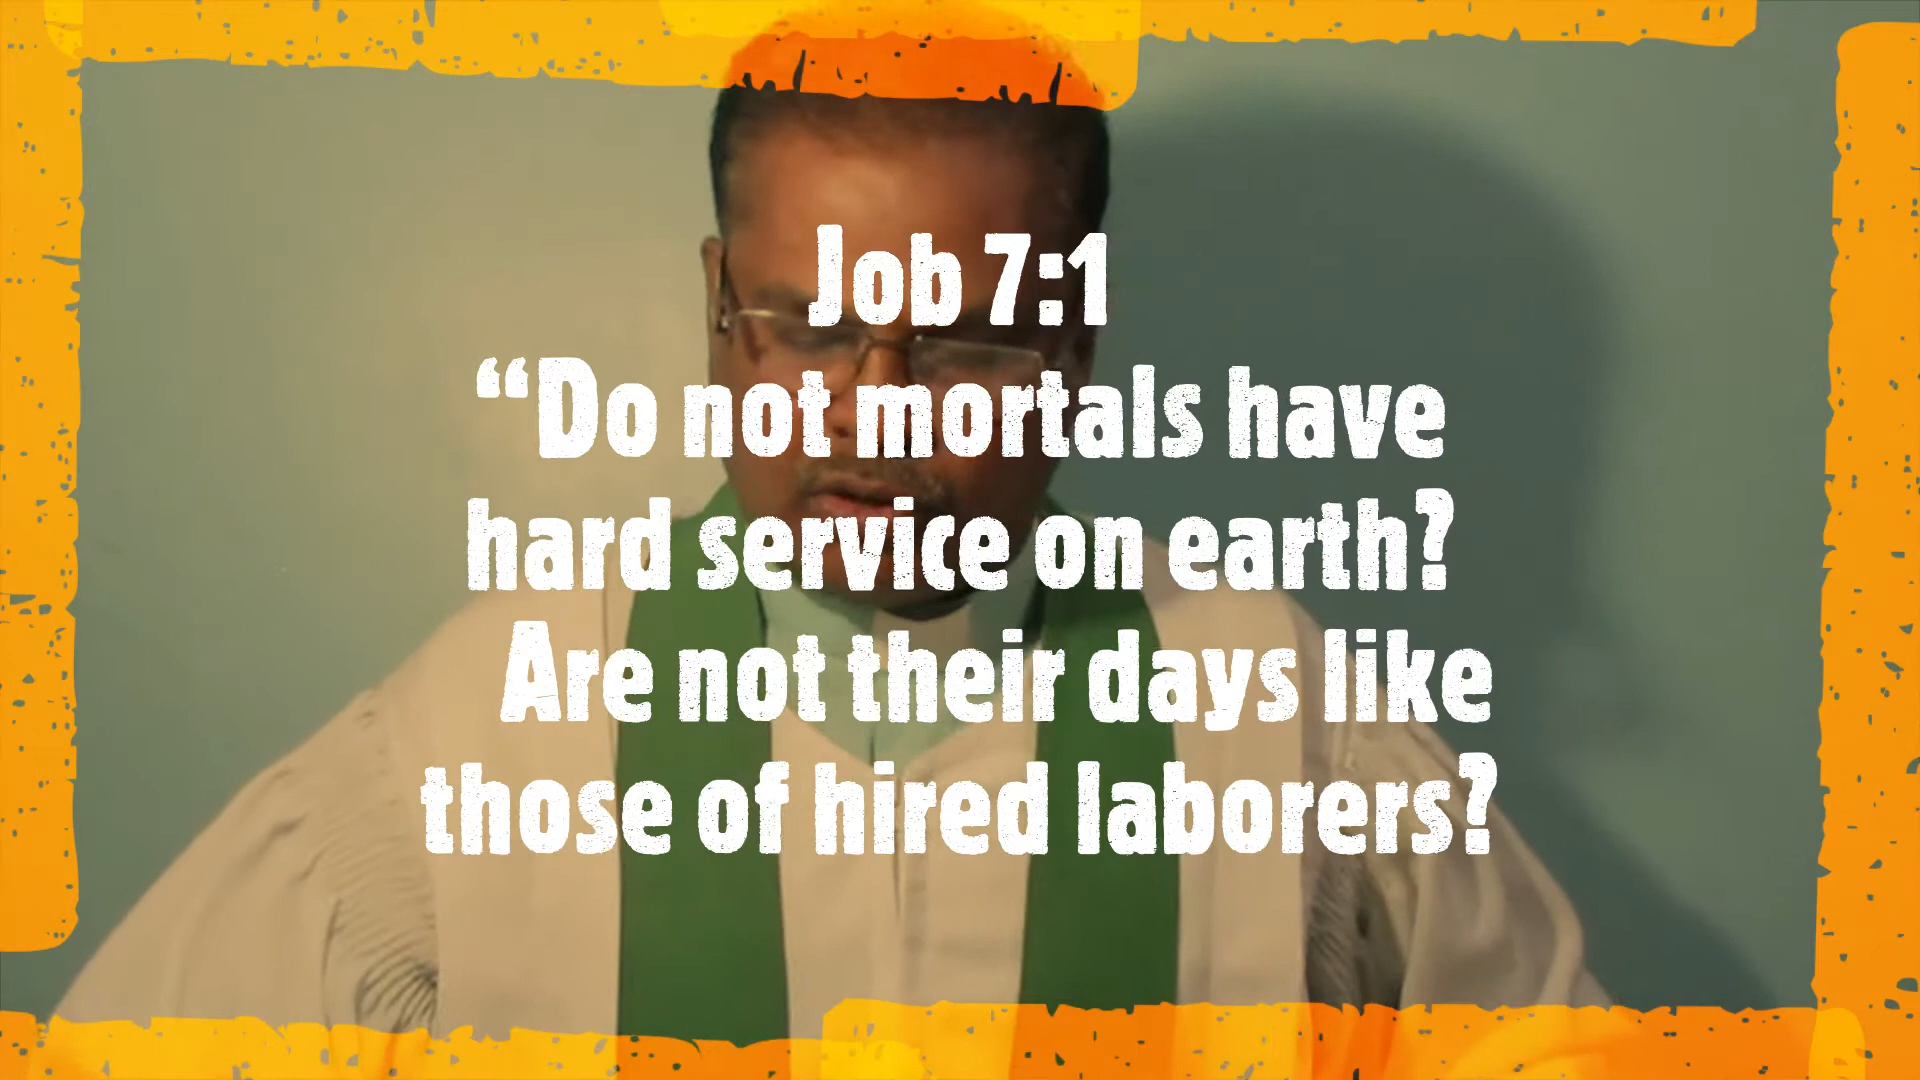 Job 7:1
“Do not mortals have
hard service on earth?
Are not their days like
those of hired laborers?